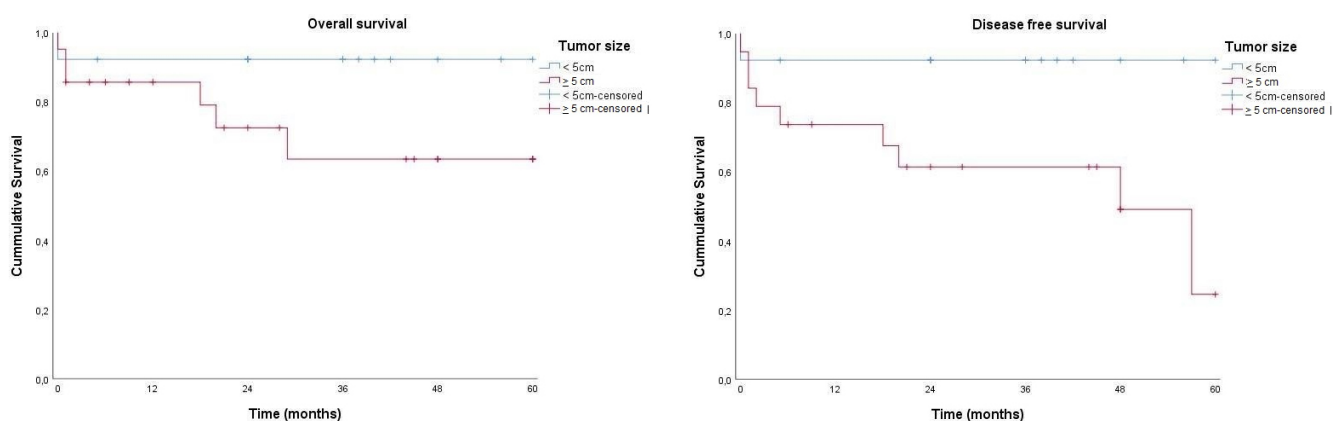 Overall survival
Cummulative Survival
1,0
0,8
0,6
0,4
0,2
0,0
0
12
24
36
48
60
Time (months)
Tumor size
< 5cm
≥ 5 cm
< 5cm-censored
≥ 5 cm-censored |
Disease free survival
Cummulative Survival
1,0
0,8
0,6
0,4
0,2
0,0
0
12
24
36
48
60
Time (months)
Tumor size
< 5cm
≥ 5 cm
< 5cm-censored
≥ 5 cm-censored |